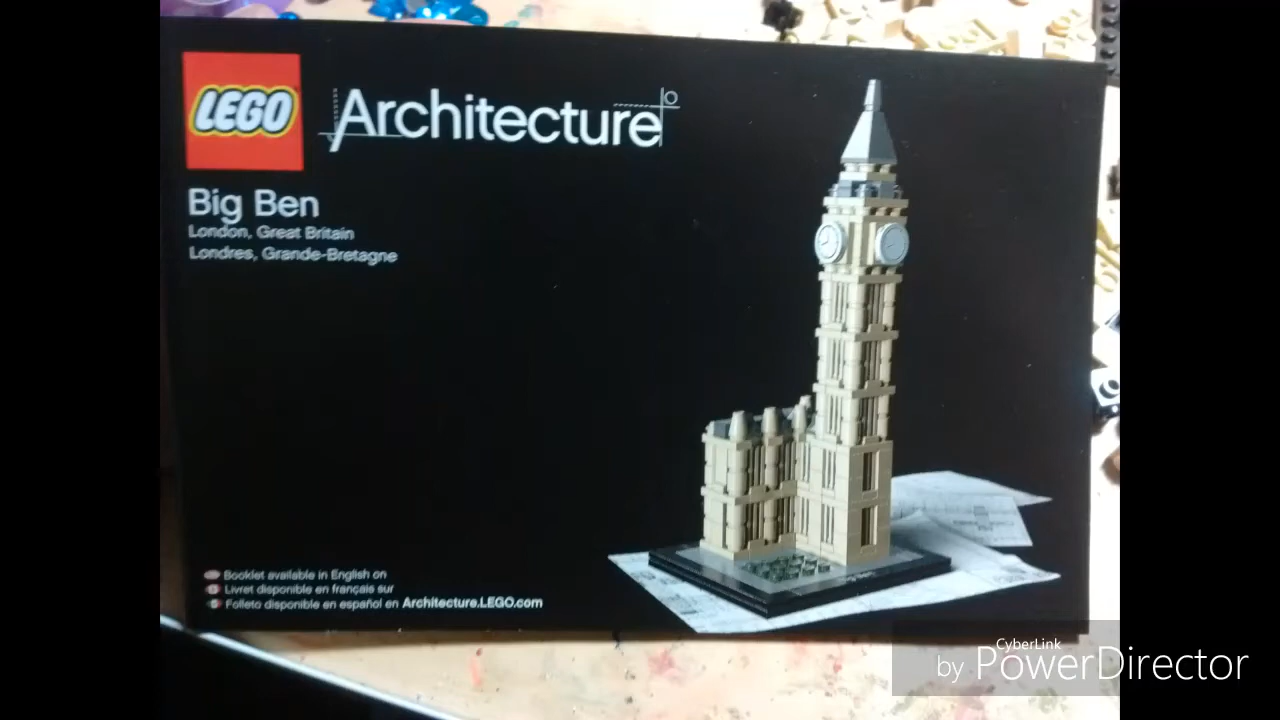 LEGO
Architecture
Big Ben
London, Great Britain
Londres, Grande-Bretagne
Booklet available in English on
Livret disponible en français sur
Folleto disponible en español en Architecture.LEGO.com
CyberLink
by PowerDirector